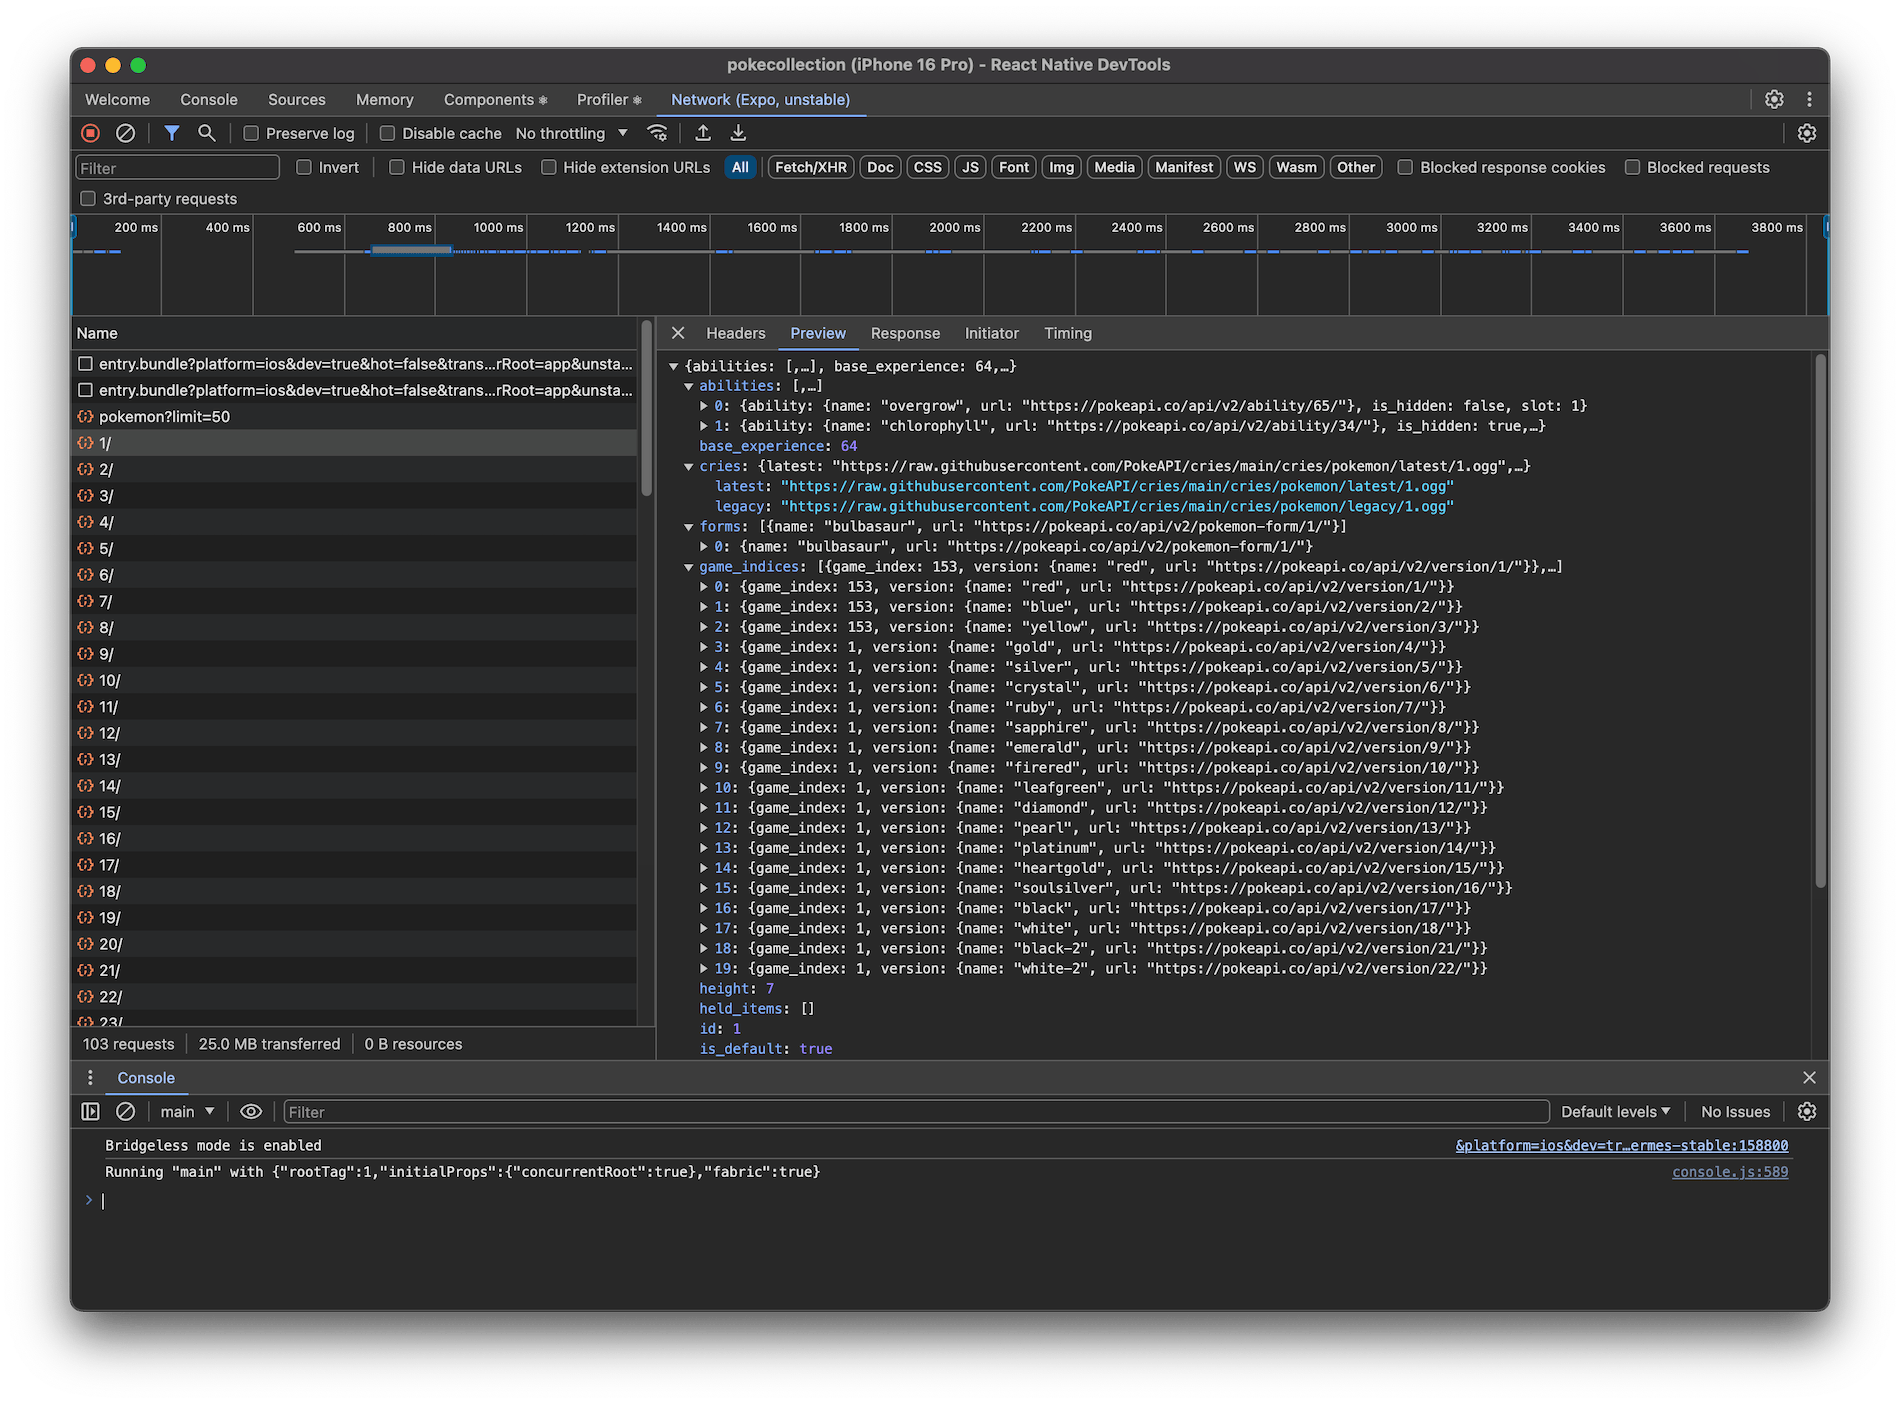 pokecollection (iPhone 16 Pro) - React Native DevTools
Welcome Console Sources Memory Components ⚛ Profiler ⚛ Network (Expo, unstable)
Preserve log Disable cache No throttling
Filter Invert Hide data URLs Hide extension URLs All Fetch/XHR Doc CSS JS Font Img Media Manifest WS Wasm Other Blocked response cookies Blocked requests
3rd-party requests
200 ms 400 ms 600 ms 800 ms 1000 ms 1200 ms 1400 ms 1600 ms 1800 ms 2000 ms 2200 ms 2400 ms 2600 ms 2800 ms 3000 ms 3200 ms 3400 ms 3600 ms 3800 ms
Name
entry.bundle?platform=ios&dev=true&hot=false&trans…rRoot=app&unsta...
entry.bundle?platform=ios&dev=true&hot=false&trans…rRoot=app&unsta...
pokemon?limit=50
1/
2/
3/
4/
5/
6/
7/
8/
9/
10/
11/
12/
13/
14/
15/
16/
17/
18/
19/
20/
21/
22/
23/
103 requests 25.0 MB transferred 0 B resources
Headers Preview Response Initiator Timing
{abilities: [,…], base_experience: 64,…}
abilities: [,…]
0: {ability: {name: "overgrow", url: "https://pokeapi.co/api/v2/ability/65/"}, is_hidden: false, slot: 1}
1: {ability: {name: "chlorophyll", url: "https://pokeapi.co/api/v2/ability/34/"}, is_hidden: true,…}
base_experience: 64
cries: {latest: "https://raw.githubusercontent.com/PokeAPI/cries/main/cries/pokemon/latest/1.ogg",…}
latest: "https://raw.githubusercontent.com/PokeAPI/cries/main/cries/pokemon/latest/1.ogg"
legacy: "https://raw.githubusercontent.com/PokeAPI/cries/main/cries/pokemon/legacy/1.ogg"
forms: [{name: "bulbasaur", url: "https://pokeapi.co/api/v2/pokemon-form/1/"}]
0: {name: "bulbasaur", url: "https://pokeapi.co/api/v2/pokemon-form/1/"}
game_indices: [{game_index: 153, version: {name: "red", url: "https://pokeapi.co/api/v2/version/1/"}},…]
0: {game_index: 153, version: {name: "red", url: "https://pokeapi.co/api/v2/version/1/"}}
1: {game_index: 153, version: {name: "blue", url: "https://pokeapi.co/api/v2/version/2/"}}
2: {game_index: 153, version: {name: "yellow", url: "https://pokeapi.co/api/v2/version/3/"}}
3: {game_index: 1, version: {name: "gold", url: "https://pokeapi.co/api/v2/version/4/"}}
4: {game_index: 1, version: {name: "silver", url: "https://pokeapi.co/api/v2/version/5/"}}
5: {game_index: 1, version: {name: "crystal", url: "https://pokeapi.co/api/v2/version/6/"}}
6: {game_index: 1, version: {name: "ruby", url: "https://pokeapi.co/api/v2/version/7/"}}
7: {game_index: 1, version: {name: "sapphire", url: "https://pokeapi.co/api/v2/version/8/"}}
8: {game_index: 1, version: {name: "emerald", url: "https://pokeapi.co/api/v2/version/9/"}}
9: {game_index: 1, version: {name: "firered", url: "https://pokeapi.co/api/v2/version/10/"}}
10: {game_index: 1, version: {name: "leafgreen", url: "https://pokeapi.co/api/v2/version/11/"}}
11: {game_index: 1, version: {name: "diamond", url: "https://pokeapi.co/api/v2/version/12/"}}
12: {game_index: 1, version: {name: "pearl", url: "https://pokeapi.co/api/v2/version/13/"}}
13: {game_index: 1, version: {name: "platinum", url: "https://pokeapi.co/api/v2/version/14/"}}
14: {game_index: 1, version: {name: "heartgold", url: "https://pokeapi.co/api/v2/version/15/"}}
15: {game_index: 1, version: {name: "soulsilver", url: "https://pokeapi.co/api/v2/version/16/"}}
16: {game_index: 1, version: {name: "black", url: "https://pokeapi.co/api/v2/version/17/"}}
17: {game_index: 1, version: {name: "white", url: "https://pokeapi.co/api/v2/version/18/"}}
18: {game_index: 1, version: {name: "black-2", url: "https://pokeapi.co/api/v2/version/21/"}}
19: {game_index: 1, version: {name: "white-2", url: "https://pokeapi.co/api/v2/version/22/"}}
height: 7
held_items: []
id: 1
is_default: true
Console
main Filter Default levels No Issues
Bridgeless mode is enabled &platform=ios&dev=tr…ermes-stable:158800
Running "main" with {"rootTag":1,"initialProps":{"concurrentRoot":true},"fabric":true} console.js:589